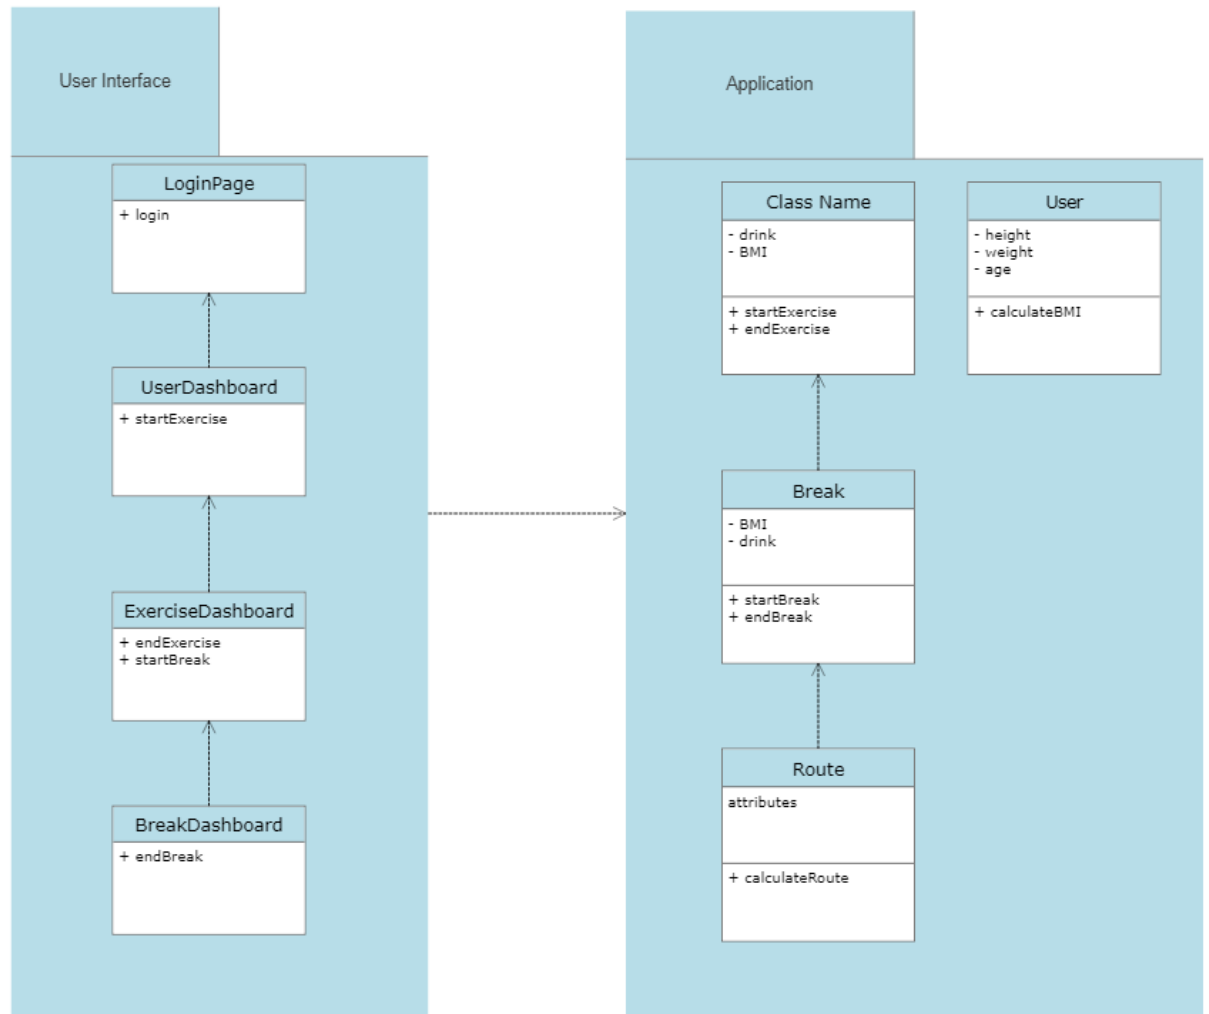 User Interface
LoginPage
+ login
UserDashboard
+ startExercise
ExerciseDashboard
+ endExercise
+ startBreak
BreakDashboard
+ endBreak
Application
Class Name
- drink
- BMI
+ startExercise
+ endExercise
User
- height
- weight
- age
+ calculateBMI
Break
- BMI
- drink
+ startBreak
+ endBreak
Route
attributes
+ calculateRoute